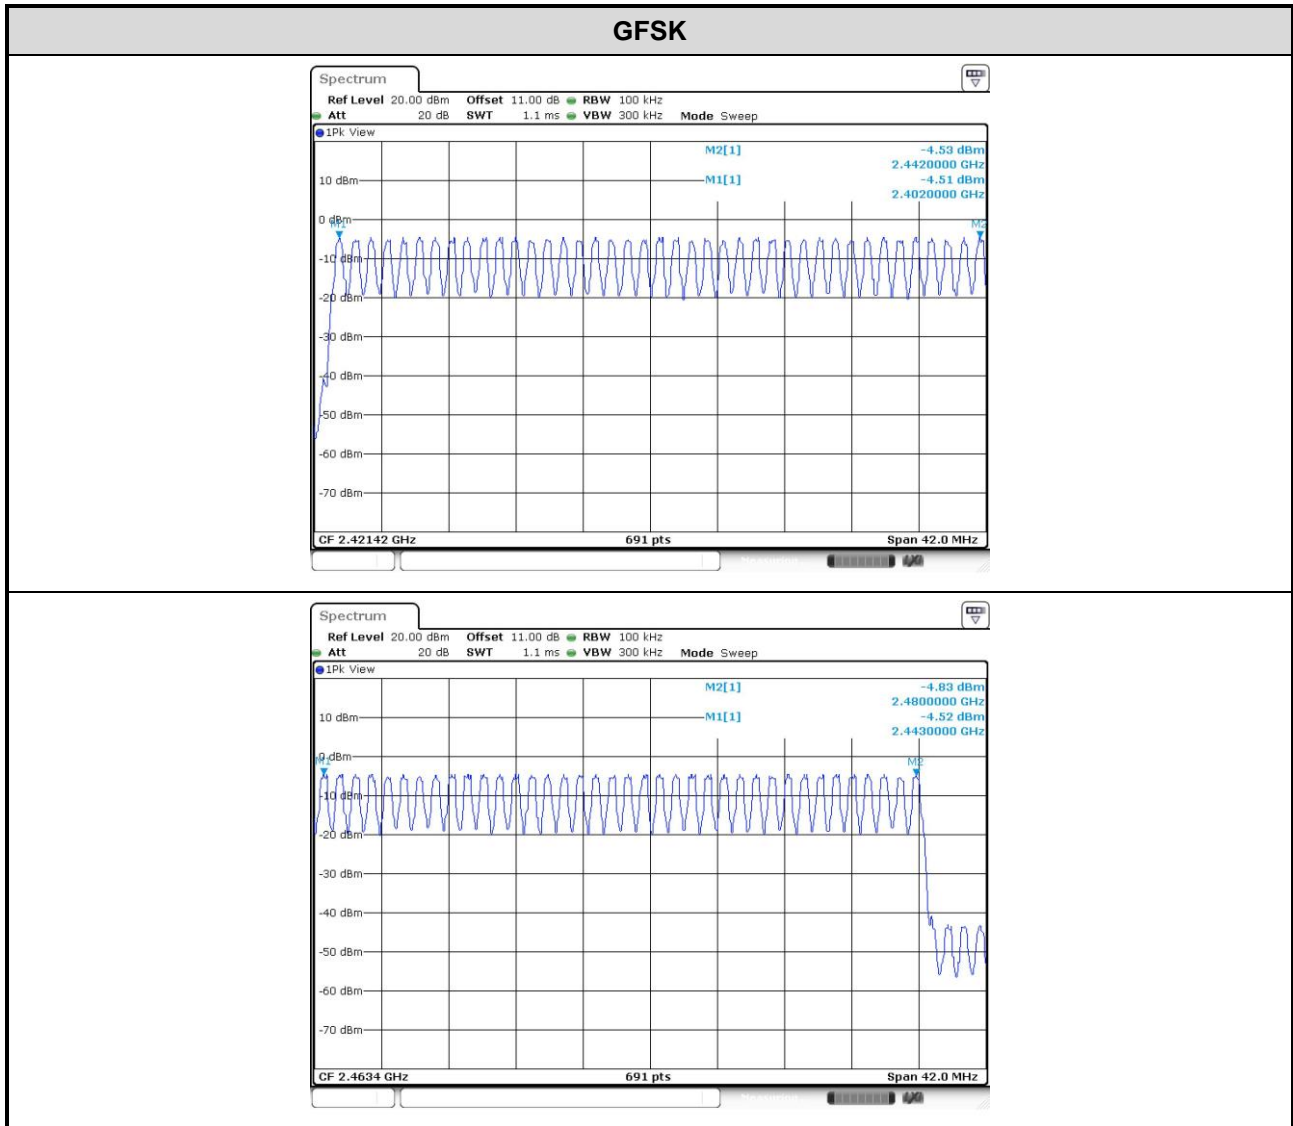 GFSK
Spectrum
Ref Level 20.00 dBm Offset 11.00 dB RBW 100 kHz
Att 20 dB SWT 1.1 ms VBW 300 kHz Mode Sweep
1Pk View
M2[1] -4.53 dBm
2.4420000 GHz
10 dBm M1[1] -4.51 dBm
2.4020000 GHz
0 dBm
M1 M2
-10 dBm
-20 dBm
-30 dBm
-40 dBm
-50 dBm
-60 dBm
-70 dBm
CF 2.42142 GHz 691 pts Span 42.0 MHz
Measuring
Spectrum
Ref Level 20.00 dBm Offset 11.00 dB RBW 100 kHz
Att 20 dB SWT 1.1 ms VBW 300 kHz Mode Sweep
1Pk View
M2[1] -4.83 dBm
2.4800000 GHz
10 dBm M1[1] -4.52 dBm
2.4430000 GHz
0 dBm
M1 M2
-10 dBm
-20 dBm
-30 dBm
-40 dBm
-50 dBm
-60 dBm
-70 dBm
CF 2.4634 GHz 691 pts Span 42.0 MHz
Measuring